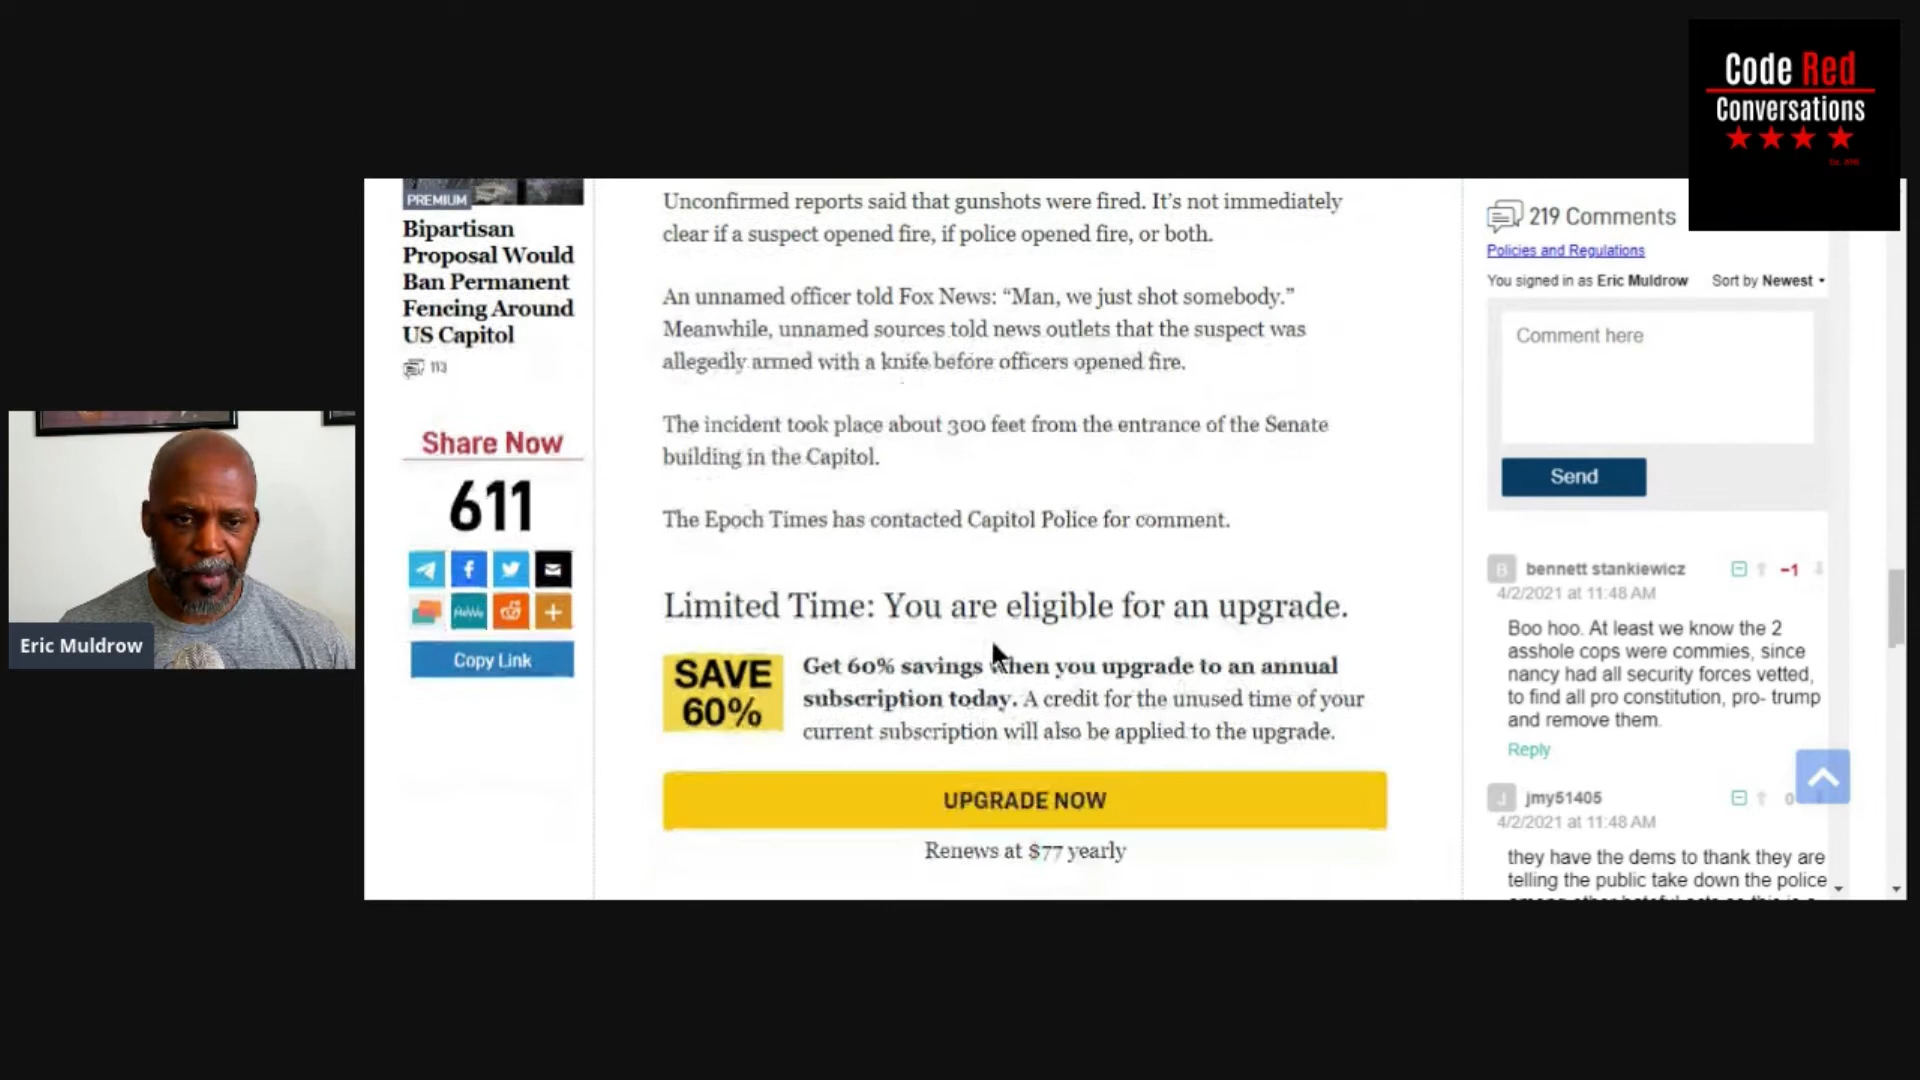 Code Red
Conversations
PREMIUM
Bipartisan
Proposal Would
Ban Permanent
Fencing Around
US Capitol
113
Share Now
611
Copy Link
Eric Muldrow
Unconfirmed reports said that gunshots were fired. It’s not immediately
clear if a suspect opened fire, if police opened fire, or both.
An unnamed officer told Fox News: “Man, we just shot somebody.”
Meanwhile, unnamed sources told news outlets that the suspect was
allegedly armed with a knife before officers opened fire.
The incident took place about 300 feet from the entrance of the Senate
building in the Capitol.
The Epoch Times has contacted Capitol Police for comment.
Limited Time: You are eligible for an upgrade.
SAVE
60%
Get 60% savings when you upgrade to an annual
subscription today. A credit for the unused time of your
current subscription will also be applied to the upgrade.
UPGRADE NOW
Renews at $77 yearly
219 Comments
Policies and Regulations
You signed in as Eric Muldrow Sort by Newest
Comment here
Send
B bennett stankiewicz -1
4/2/2021 at 11:48 AM
Boo hoo. At least we know the 2
asshole cops were commies, since
nancy had all security forces vetted,
to find all pro constitution, pro- trump
and remove them.
Reply
J jmy51405 0
4/2/2021 at 11:48 AM
they have the dems to thank they are
telling the public take down the police